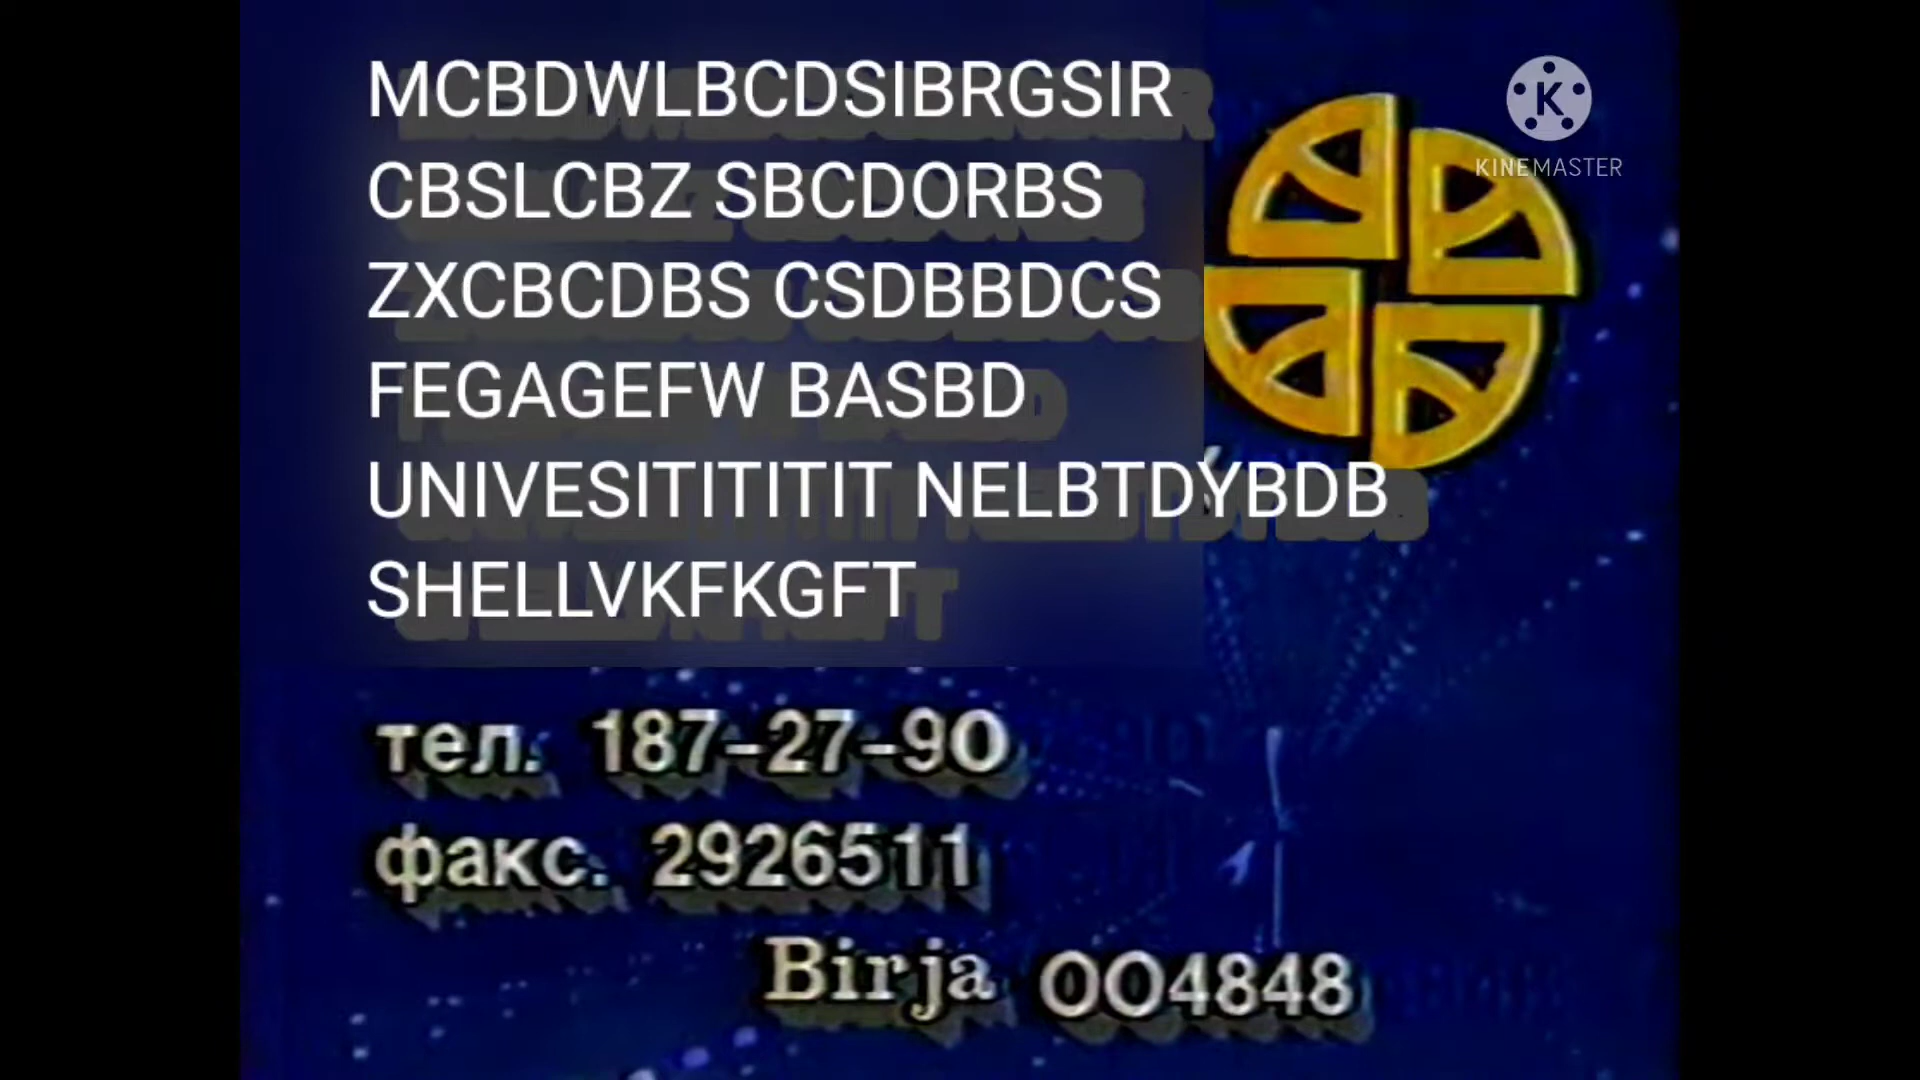 MCBDWLBCDSIBRGSIR
CBSLCBZ SBCDORBS
ZXCBCDBS CSDBBDCS
FEGAGEFW BASBD
UNIVESITITITIT NELBTDYBDB
SHELLVKFKGFT
K
KINEMASTER
тел. 187-27-90
факс. 2926511
Birja 004848